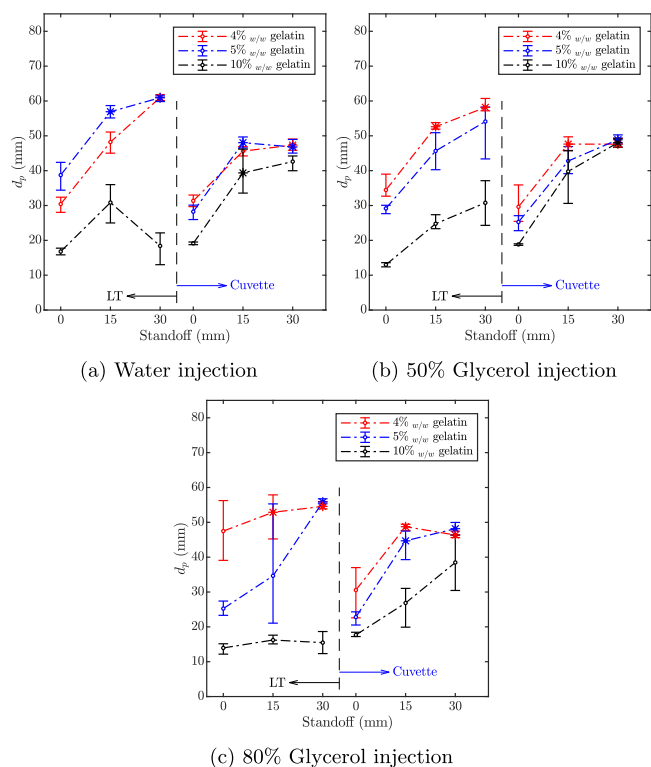 80
70
60
50
40
30
20
10
0
d_p (mm)
4% w/w gelatin
5% w/w gelatin
10% w/w gelatin
LT
Cuvette
0 15 30 0 15 30
Standoff (mm)
(a) Water injection
80
70
60
50
40
30
20
10
0
d_p (mm)
4% w/w gelatin
5% w/w gelatin
10% w/w gelatin
LT
Cuvette
0 15 30 0 15 30
Standoff (mm)
(b) 50% Glycerol injection
80
70
60
50
40
30
20
10
0
d_p (mm)
4% w/w gelatin
5% w/w gelatin
10% w/w gelatin
Cuvette
LT
0 15 30 0 15 30
Standoff (mm)
(c) 80% Glycerol injection